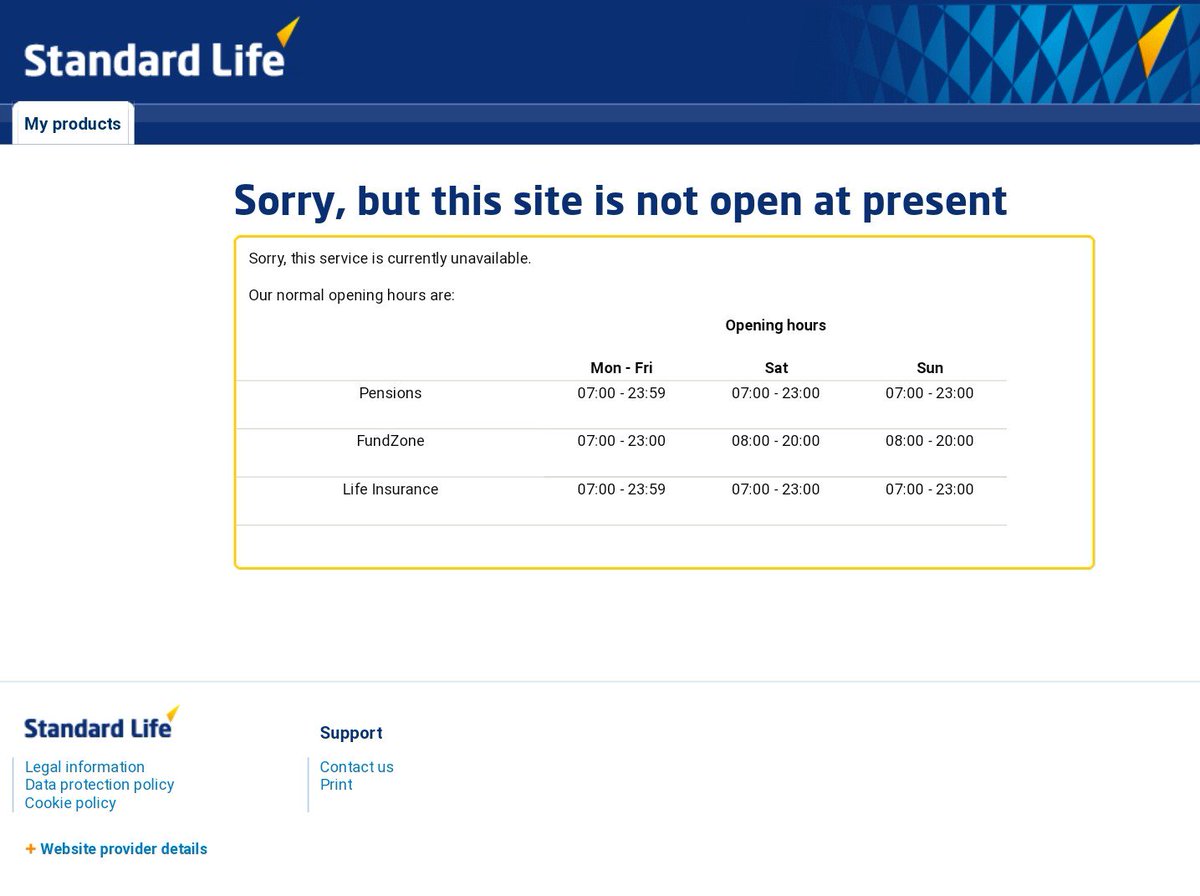 Standard Life
My products
Sorry, but this site is not open at present
Sorry, this service is currently unavailable.
Our normal opening hours are:
Opening hours
Mon - Fri Sat Sun
Pensions 07:00 - 23:59 07:00 - 23:00 07:00 - 23:00
FundZone 07:00 - 23:00 08:00 - 20:00 08:00 - 20:00
Life Insurance 07:00 - 23:59 07:00 - 23:00 07:00 - 23:00
Standard Life
Legal information
Data protection policy
Cookie policy
+ Website provider details
Support
Contact us
Print